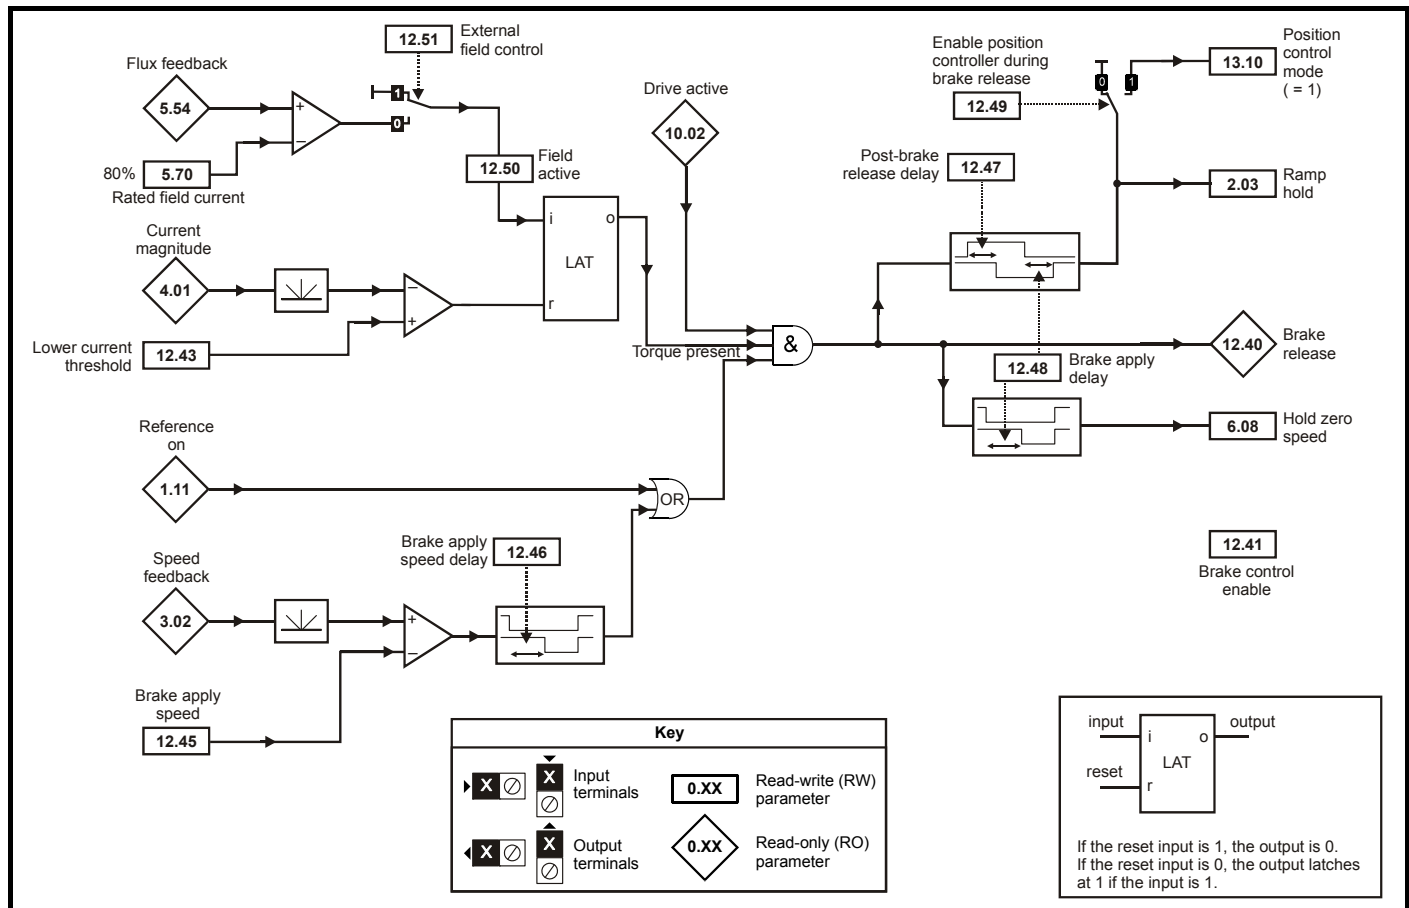 12.51
External
field control
Flux feedback
5.54
+
–
1
0
80%
5.70
Rated field current
12.50
Field
active
Drive active
10.02
Enable position
controller during
brake release
12.49
0
1
13.10
Position
control
mode
( = 1)
Post-brake
release delay
12.47
2.03
Ramp
hold
Current
magnitude
4.01
–
+
i
o
LAT
r
Lower current
threshold
12.43
Torque present
&
12.40
Brake
release
12.48
Brake apply
delay
6.08
Hold zero
speed
Reference
on
1.11
OR
Brake apply
speed delay
12.46
Speed
feedback
3.02
+
–
Brake apply
speed
12.45
12.41
Brake control
enable
Key
X
X
Input
terminals
0.XX
Read-write (RW)
parameter
X
X
Output
terminals
0.XX
Read-only (RO)
parameter
input
i
o
output
LAT
reset
r
If the reset input is 1, the output is 0.
If the reset input is 0, the output latches
at 1 if the input is 1.